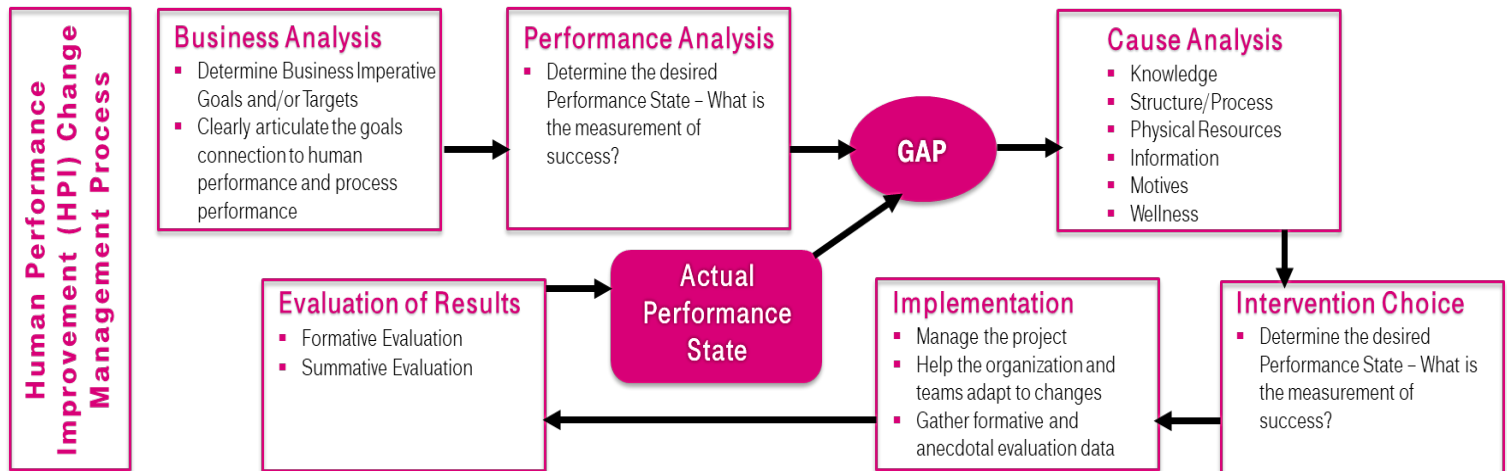 Human Performance
Improvement (HPI) Change
Management Process
Business Analysis
▪ Determine Business Imperative
Goals and/or Targets
▪ Clearly articulate the goals
connection to human
performance and process
performance
Performance Analysis
▪ Determine the desired
Performance State – What is
the measurement of
success?
GAP
Cause Analysis
▪ Knowledge
▪ Structure/Process
▪ Physical Resources
▪ Information
▪ Motives
▪ Wellness
Evaluation of Results
▪ Formative Evaluation
▪ Summative Evaluation
Actual
Performance
State
Implementation
▪ Manage the project
▪ Help the organization and
teams adapt to changes
▪ Gather formative and
anecdotal evaluation data
Intervention Choice
▪ Determine the desired
Performance State – What is
the measurement of
success?